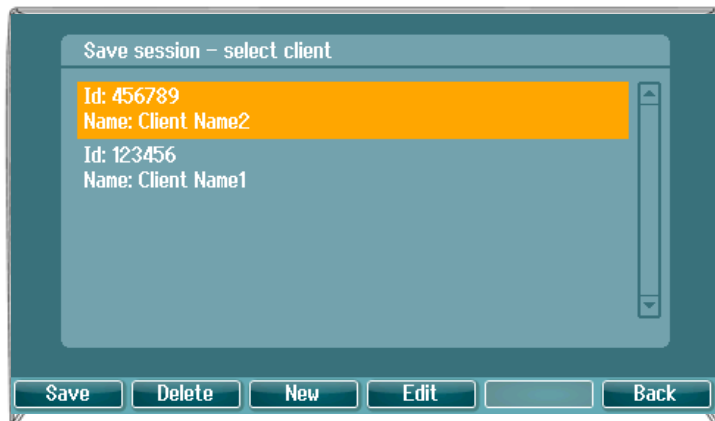 Save session – select client
Id: 456789
Name: Client Name2
Id: 123456
Name: Client Name1
Save Delete New Edit Back